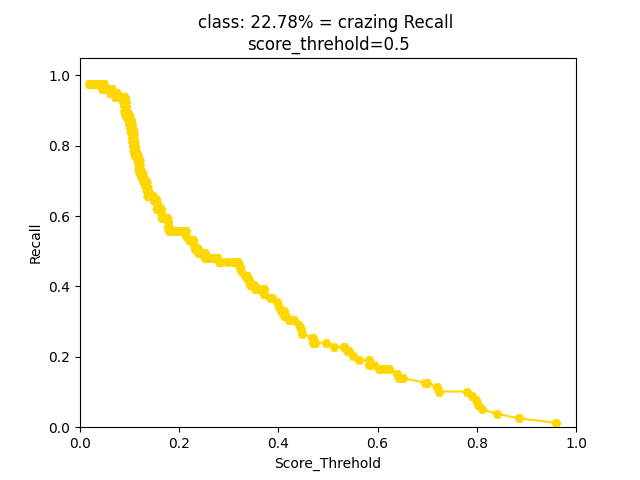 class: 22.78% = crazing Recall
score_threhold=0.5
1.0
0.8
0.6
0.4
0.2
0.0
Recall
0.0 0.2 0.4 0.6 0.8 1.0
Score_Threhold